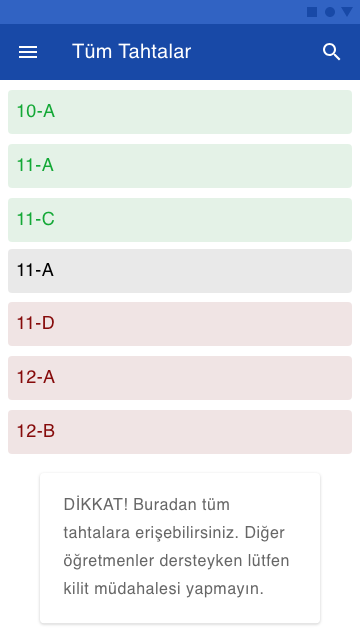 Tüm Tahtalar
10-A
11-A
11-C
11-A
11-D
12-A
12-B
DİKKAT! Buradan tüm
tahtalara erişebilirsiniz. Diğer
öğretmenler dersteyken lütfen
kilit müdahalesi yapmayın.